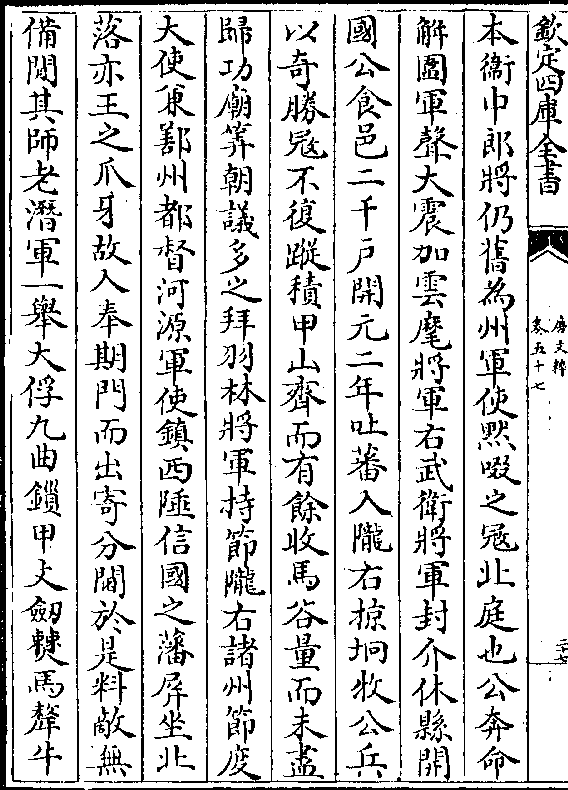 欽定四庫全書
唐文粹
卷五十七
本衛中郎將仍舊為州軍使黙啜之寇北庭也公奔命
解圍軍聲大震加雲麾將軍右武衛將軍封介休縣開
國公食邑二千戸開元二年吐蕃入隴右掠坰牧公兵
以奇勝冦不復蹤積甲山齊而有餘收馬谷量而未盡
歸功廟筭朝議多之拜羽林將軍持節隴右諸州節度
大使兼鄯州都督河源軍使鎮西陲信國之藩屏坐北
落亦王之爪牙故入奉期門而出寄分閫於是料敵無
備閒其師老潛軍一舉大俘九曲鎖甲丈劒㸑馬犛牛